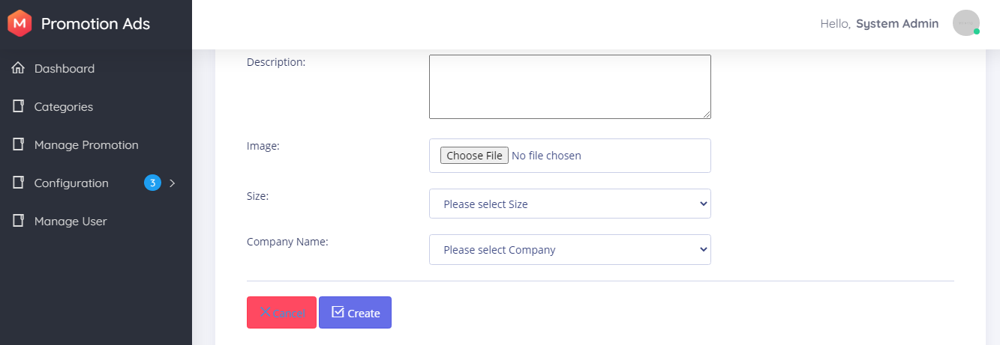 M Promotion Ads
Hello, System Admin
Dashboard
Categories
Manage Promotion
Configuration 3
Manage User
Description:
Image:
Choose File No file chosen
Size:
Please select Size
Company Name:
Please select Company
Cancel
Create